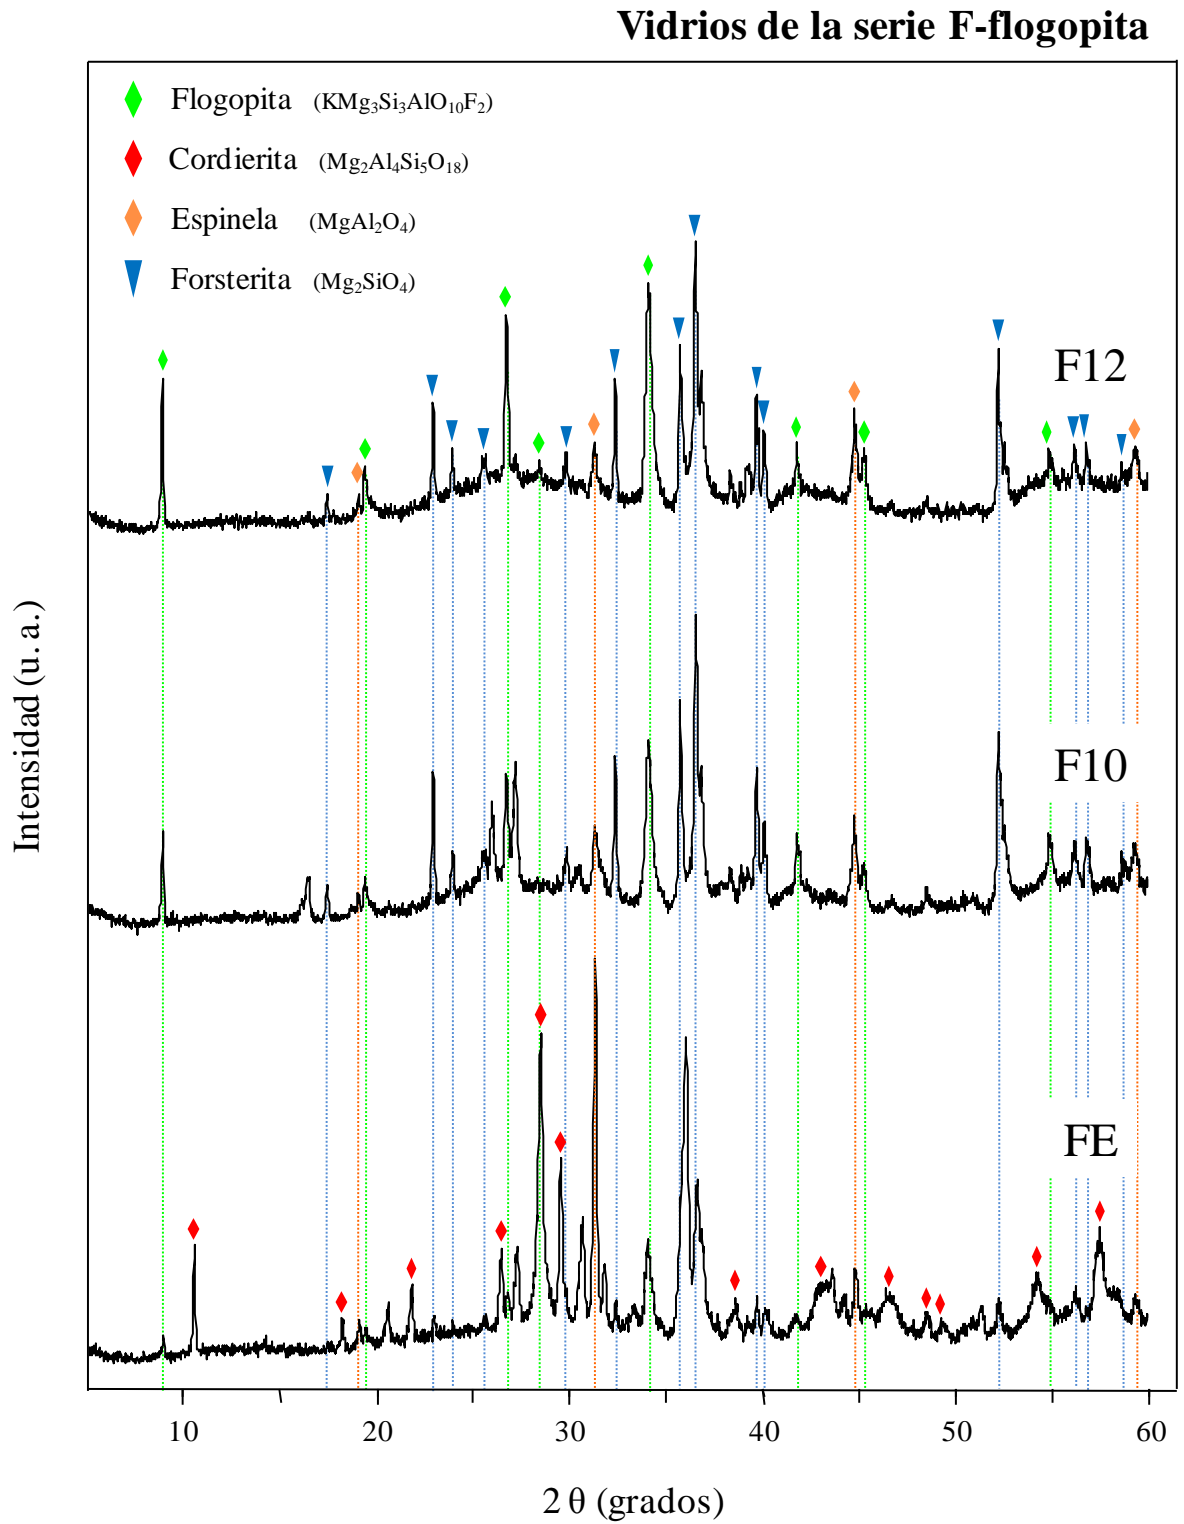 Vidrios de la serie F-flogopita
Flogopita (KMg₃Si₃AlO₁₀F₂)
Cordierita (Mg₂Al₄Si₅O₁₈)
Espinela (MgAl₂O₄)
Forsterita (Mg₂SiO₄)
F12
F10
FE
Intensidad (u. a.)
10 20 30 40 50 60
2 θ (grados)